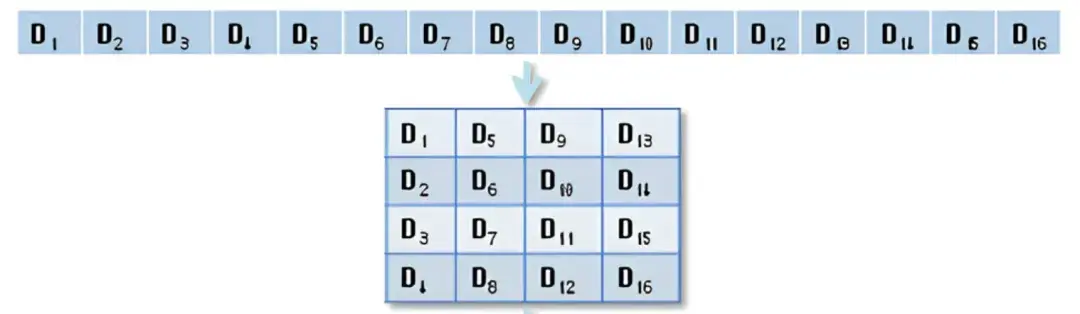 D1 D2 D3 D4 D5 D6 D7 D8 D9 D10 D11 D12 D13 D14 D15 D16
D1 D5 D9 D13
D2 D6 D10 D14
D3 D7 D11 D15
D4 D8 D12 D16